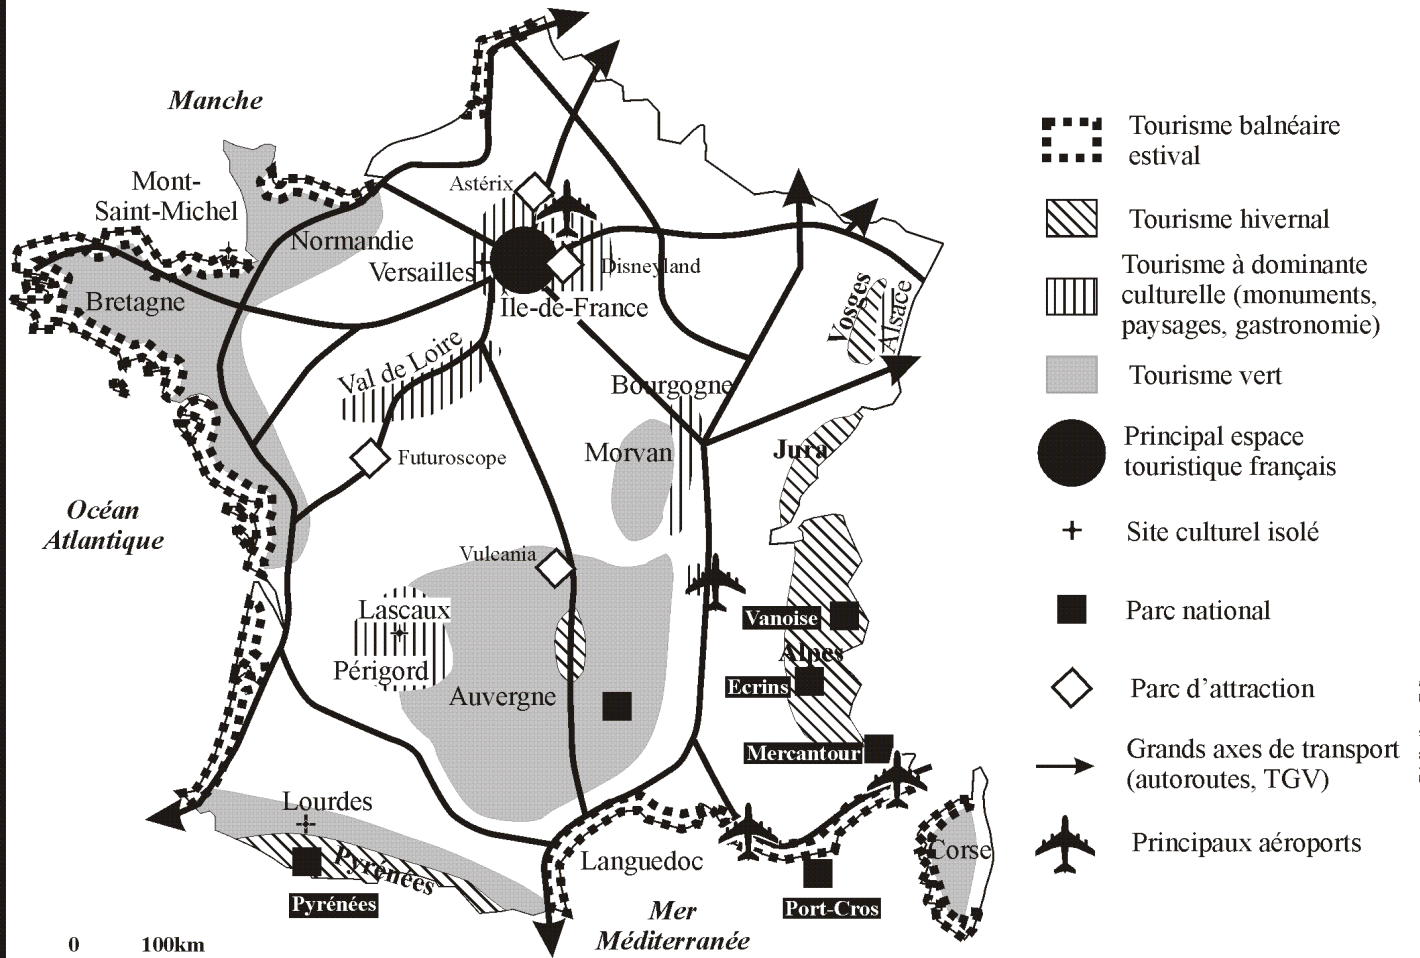 Manche
Mont-
Saint-Michel
Astérix
Normandie
Versailles
Disneyland
Île-de-France
Bretagne
Val de Loire
Vosges
Alsace
Bourgogne
Morvan
Jura
Futuroscope
Océan
Atlantique
Vulcania
Lascaux
Périgord
Auvergne
Vanoise
Alpes
Ecrins
Mercantour
Lourdes
Pyrénées
Pyrénées
Languedoc
Corse
Port-Cros
Mer
Méditerranée
0 100km
Tourisme balnéaire
estival
Tourisme hivernal
Tourisme à dominante
culturelle (monuments,
paysages, gastronomie)
Tourisme vert
Principal espace
touristique français
Site culturel isolé
Parc national
Parc d'attraction
Grands axes de transport
(autoroutes, TGV)
Principaux aéroports